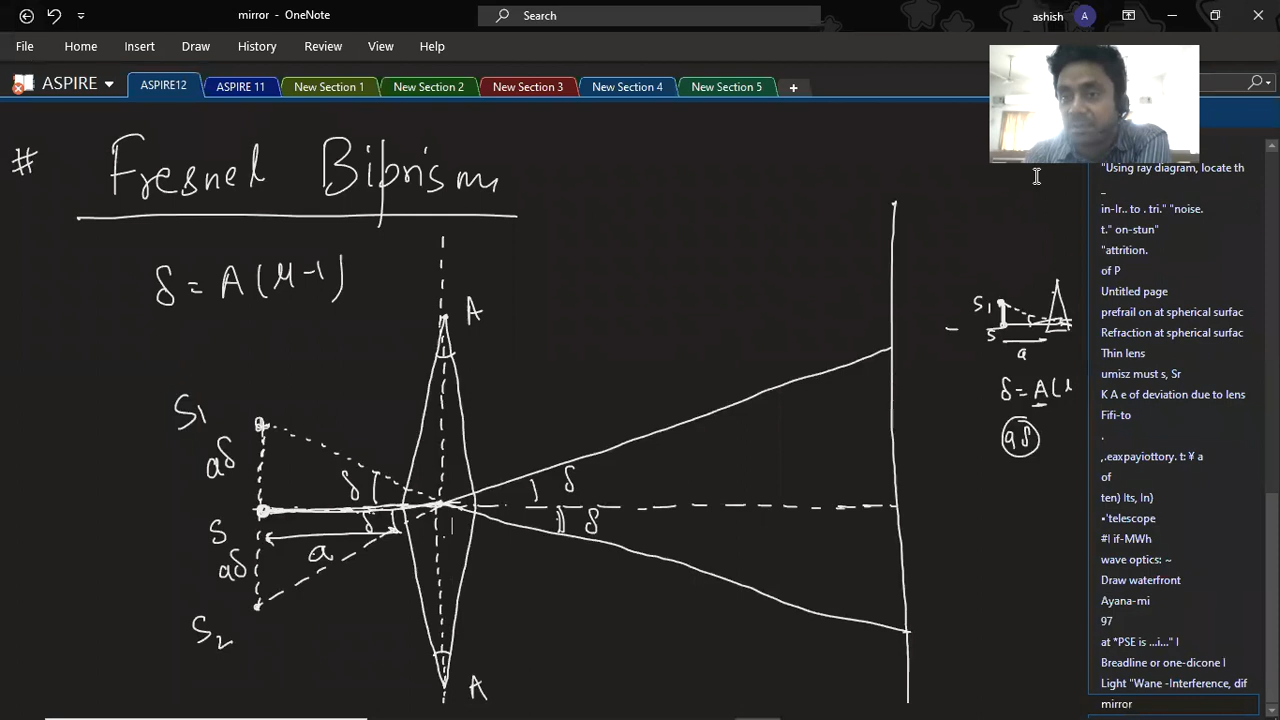 mirror - OneNote
Search
ashish
A
File Home Insert Draw History Review View Help
ASPIRE
ASPIRE12
ASPIRE 11
New Section 1
New Section 2
New Section 3
New Section 4
New Section 5
+
# Fresnel Biprism
δ = A(μ-1)
A
S1
aδ
S
aδ
S2
δ
δ
a
δ
δ
A
S1
S
a
δ = A(
aδ
"Using ray diagram, locate th
_
in-Ir.. to . tri." "noise.
t." on-stun"
"attrition.
of P
Untitled page
prefrail on at spherical surfac
Refraction at spherical surfac
Thin lens
umisz must s, Sr
K A e of deviation due to lens
Fifi-to
.
,.eaxpayiottory. t: ¥ a
of
ten) Its, In)
•'telescope
#I if-MWh
wave optics: ~
Draw waterfront
Ayana-mi
97
at *PSE is ...i..." I
Breadline or one-dicone I
Light "Wane -Interference, dif
mirror